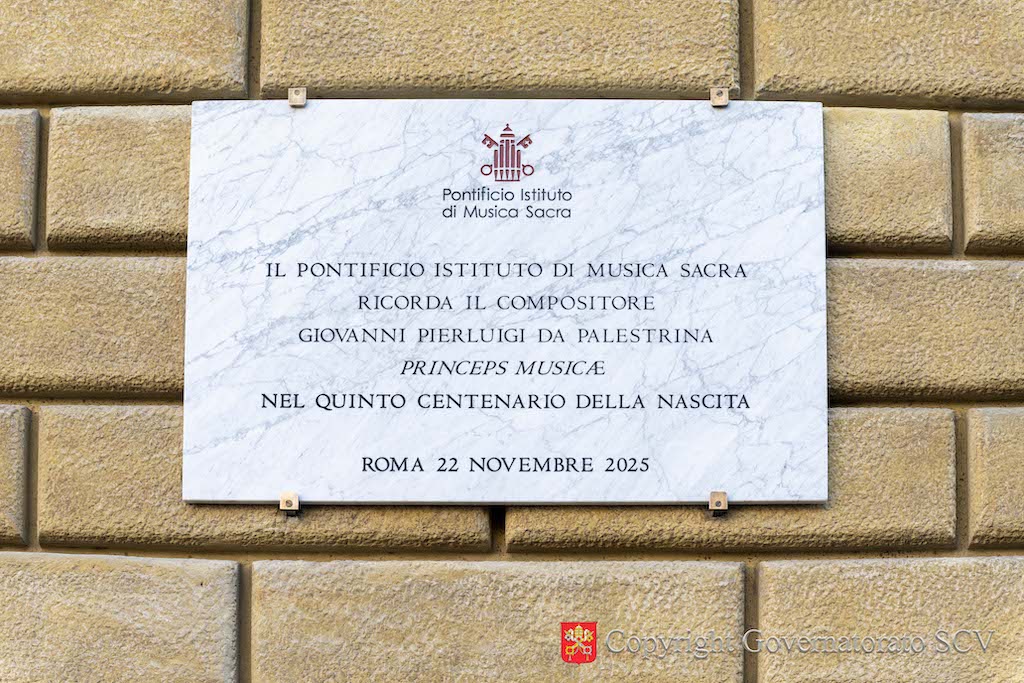 Pontificio Istituto
di Musica Sacra
IL PONTIFICIO ISTITUTO DI MUSICA SACRA
RICORDA IL COMPOSITORE
GIOVANNI PIERLUIGI DA PALESTRINA
PRINCEPS MUSICÆ
NEL QUINTO CENTENARIO DELLA NASCITA
ROMA 22 NOVEMBRE 2025
Copyright Governatorato SCV